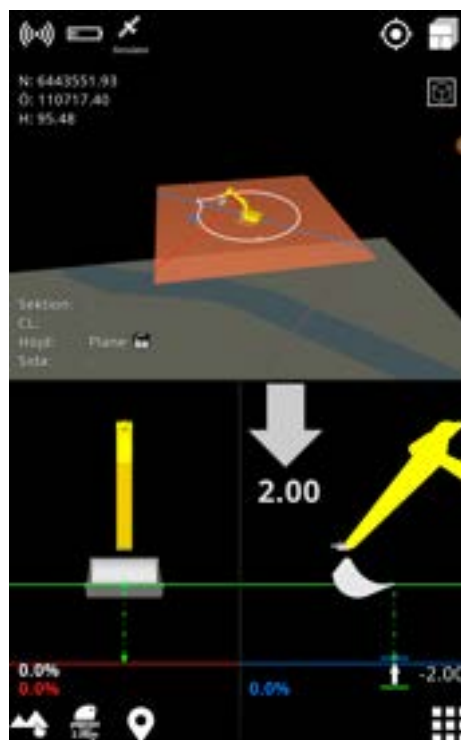 Simulator
N: 6443551.93
Ö: 110717.40
H: 95.48
Sektion:
CL:
Höjd: Plane:
Sida:
2.00
0.0%
0.0%
0.0%
-2.00